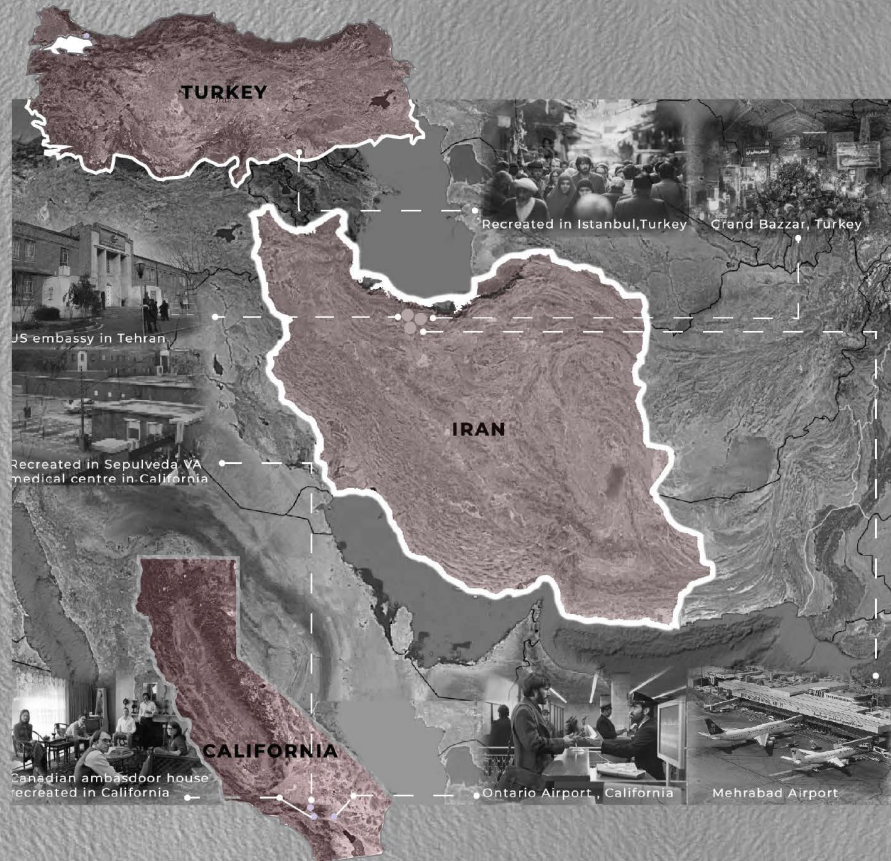 TURKEY
Recreated in Istanbul,Turkey
Grand Bazzar, Turkey
US embassy in Tehran
Recreated in Sepulveda VA
medical centre in California
IRAN
CALIFORNIA
Canadian ambasdoor house
recreated in California
Ontario Airport , California
Mehrabad Airport